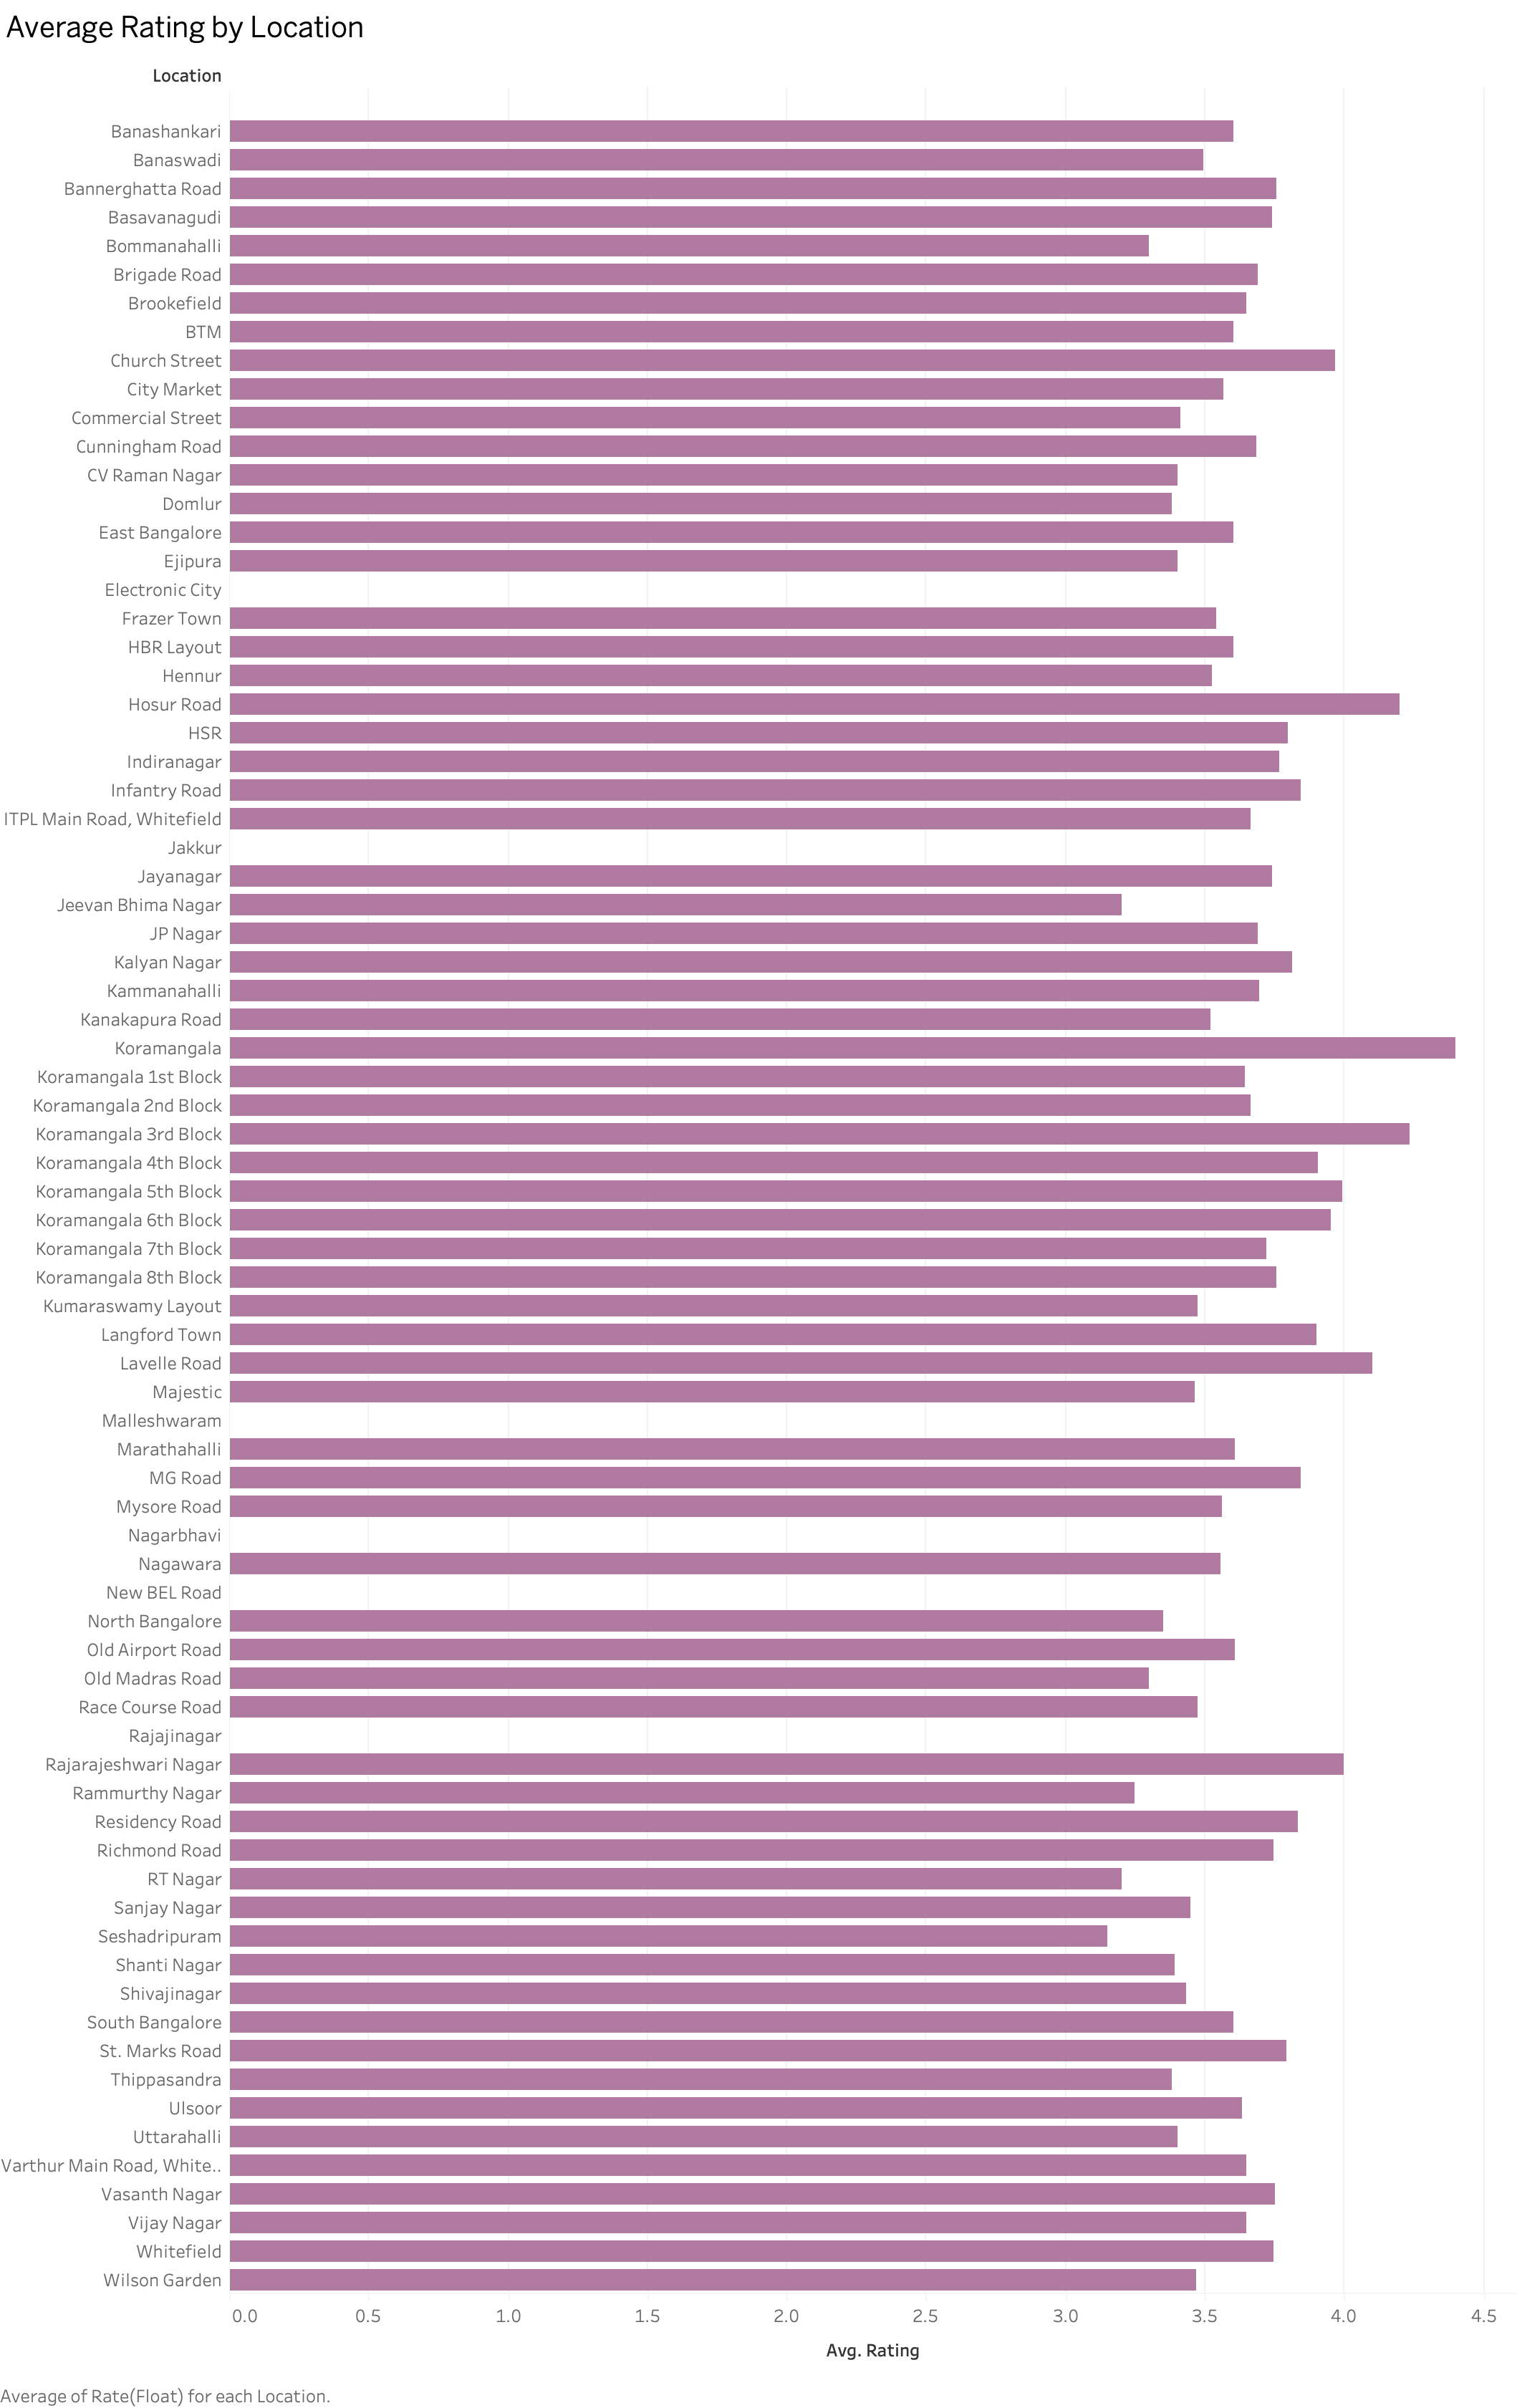 Average Rating by Location
Location
Banashankari
Banaswadi
Bannerghatta Road
Basavanagudi
Bommanahalli
Brigade Road
Brookefield
BTM
Church Street
City Market
Commercial Street
Cunningham Road
CV Raman Nagar
Domlur
East Bangalore
Ejipura
Electronic City
Frazer Town
HBR Layout
Hennur
Hosur Road
HSR
Indiranagar
Infantry Road
ITPL Main Road, Whitefield
Jakkur
Jayanagar
Jeevan Bhima Nagar
JP Nagar
Kalyan Nagar
Kammanahalli
Kanakapura Road
Koramangala
Koramangala 1st Block
Koramangala 2nd Block
Koramangala 3rd Block
Koramangala 4th Block
Koramangala 5th Block
Koramangala 6th Block
Koramangala 7th Block
Koramangala 8th Block
Kumaraswamy Layout
Langford Town
Lavelle Road
Majestic
Malleshwaram
Marathahalli
MG Road
Mysore Road
Nagarbhavi
Nagawara
New BEL Road
North Bangalore
Old Airport Road
Old Madras Road
Race Course Road
Rajajinagar
Rajarajeshwari Nagar
Rammurthy Nagar
Residency Road
Richmond Road
RT Nagar
Sanjay Nagar
Seshadripuram
Shanti Nagar
Shivajinagar
South Bangalore
St. Marks Road
Thippasandra
Ulsoor
Uttarahalli
Varthur Main Road, White..
Vasanth Nagar
Vijay Nagar
Whitefield
Wilson Garden
0.0 0.5 1.0 1.5 2.0 2.5 3.0 3.5 4.0 4.5
Avg. Rating
Average of Rate(Float) for each Location.